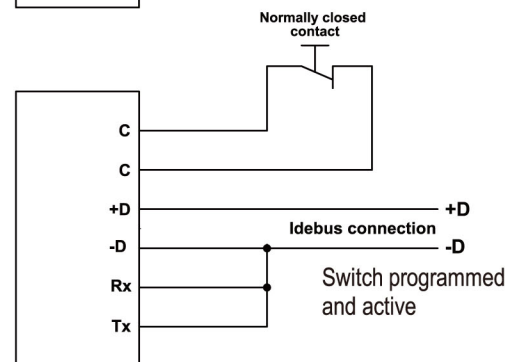 Normally closed
contact
C
C
+D
+D
Idebus connection
-D
-D
Rx
Switch programmed
and active
Tx